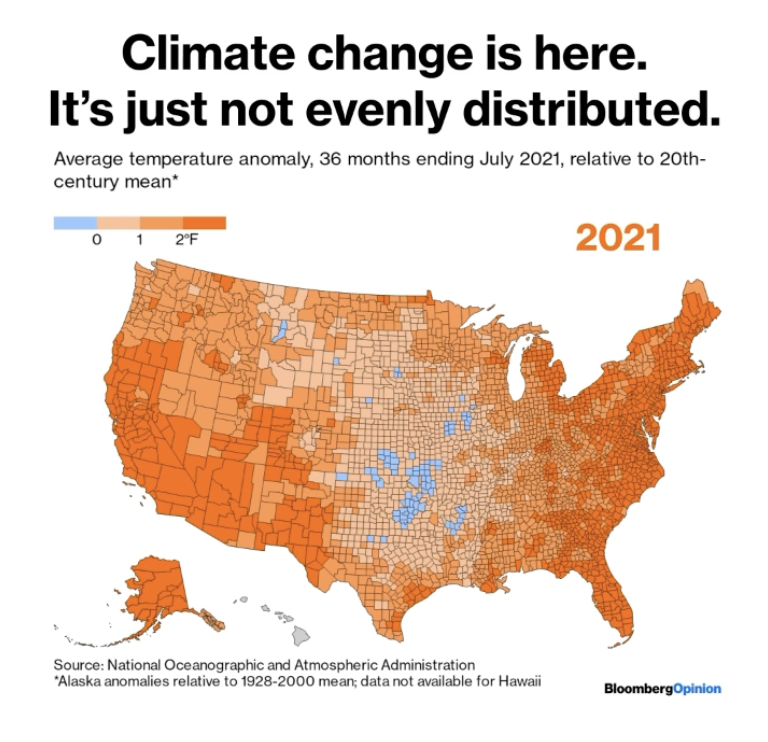 Climate change is here.
It's just not evenly distributed.
Average temperature anomaly, 36 months ending July 2021, relative to 20th-
century mean*
0 1 2ºF
2021
Source: National Oceanographic and Atmospheric Administration
*Alaska anomalies relative to 1928-2000 mean; data not available for Hawaii
BloombergOpinion